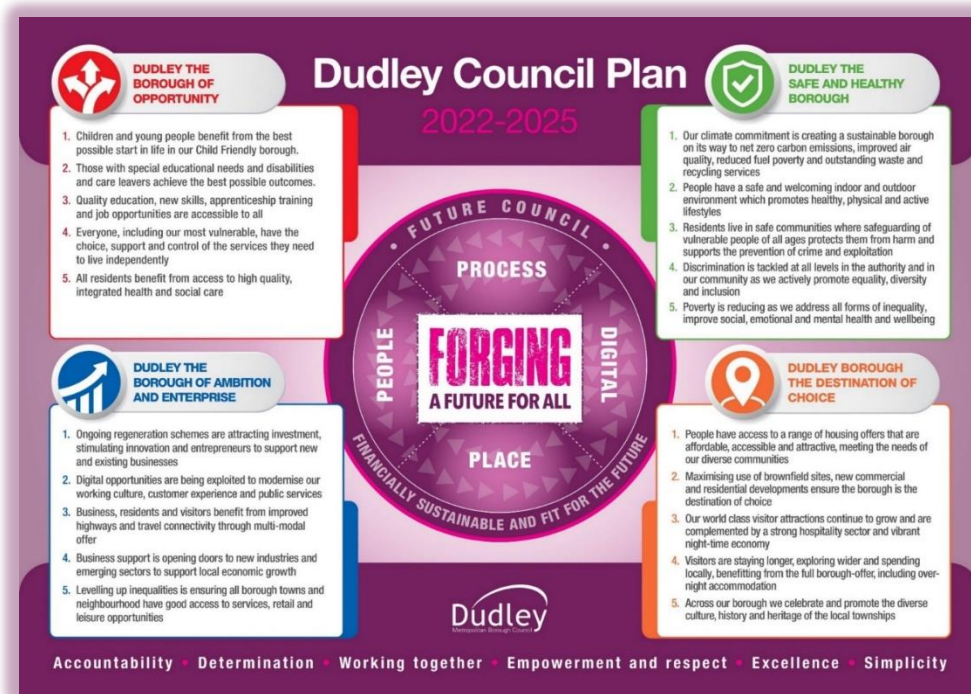 Dudley Council Plan
2022-2025
DUDLEY THE
BOROUGH OF
OPPORTUNITY
1. Children and young people benefit from the best
possible start in life in our Child Friendly borough.
2. Those with special educational needs and disabilities
and care leavers achieve the best possible outcomes.
3. Quality education, new skills, apprenticeship training
and job opportunities are accessible to all
4. Everyone, including our most vulnerable, have the
choice, support and control of the services they need
to live independently
5. All residents benefit from access to high quality,
integrated health and social care
DUDLEY THE
SAFE AND HEALTHY
BOROUGH
1. Our climate commitment is creating a sustainable borough
on its way to net zero carbon emissions, improved air
quality, reduced fuel poverty and outstanding waste and
recycling services
2. People have a safe and welcoming indoor and outdoor
environment which promotes healthy, physical and active
lifestyles
3. Residents live in safe communities where safeguarding of
vulnerable people of all ages protects them from harm and
supports the prevention of crime and exploitation
4. Discrimination is tackled at all levels in the authority and in
our community as we actively promote equality, diversity
and inclusion
5. Poverty is reducing as we address all forms of inequality,
improve social, emotional and mental health and wellbeing
• FUTURE COUNCIL •
PROCESS
PEOPLE
FORGING
A FUTURE FOR ALL
DIGITAL
PLACE
FINANCIALLY SUSTAINABLE AND FIT FOR THE FUTURE
DUDLEY THE
BOROUGH OF AMBITION
AND ENTERPRISE
1. Ongoing regeneration schemes are attracting investment,
stimulating innovation and entrepreneurs to support new
and existing businesses
2. Digital opportunities are being exploited to modernise our
working culture, customer experience and public services
3. Business, residents and visitors benefit from improved
highways and travel connectivity through multi-modal
offer
4. Business support is opening doors to new industries and
emerging sectors to support local economic growth
5. Levelling up inequalities is ensuring all borough towns and
neighbourhood have good access to services, retail and
leisure opportunities
DUDLEY BOROUGH
THE DESTINATION OF
CHOICE
1. People have access to a range of housing offers that are
affordable, accessible and attractive, meeting the needs of
our diverse communities
2. Maximising use of brownfield sites, new commercial
and residential developments ensure the borough is the
destination of choice
3. Our world class visitor attractions continue to grow and are
complemented by a strong hospitality sector and vibrant
night-time economy
4. Visitors are staying longer, exploring wider and spending
locally, benefitting from the full borough-offer, including over-
night accommodation
5. Across our borough we celebrate and promote the diverse
culture, history and heritage of the local townships
Dudley
Metropolitan Borough Council
Accountability • Determination • Working together • Empowerment and respect • Excellence • Simplicity